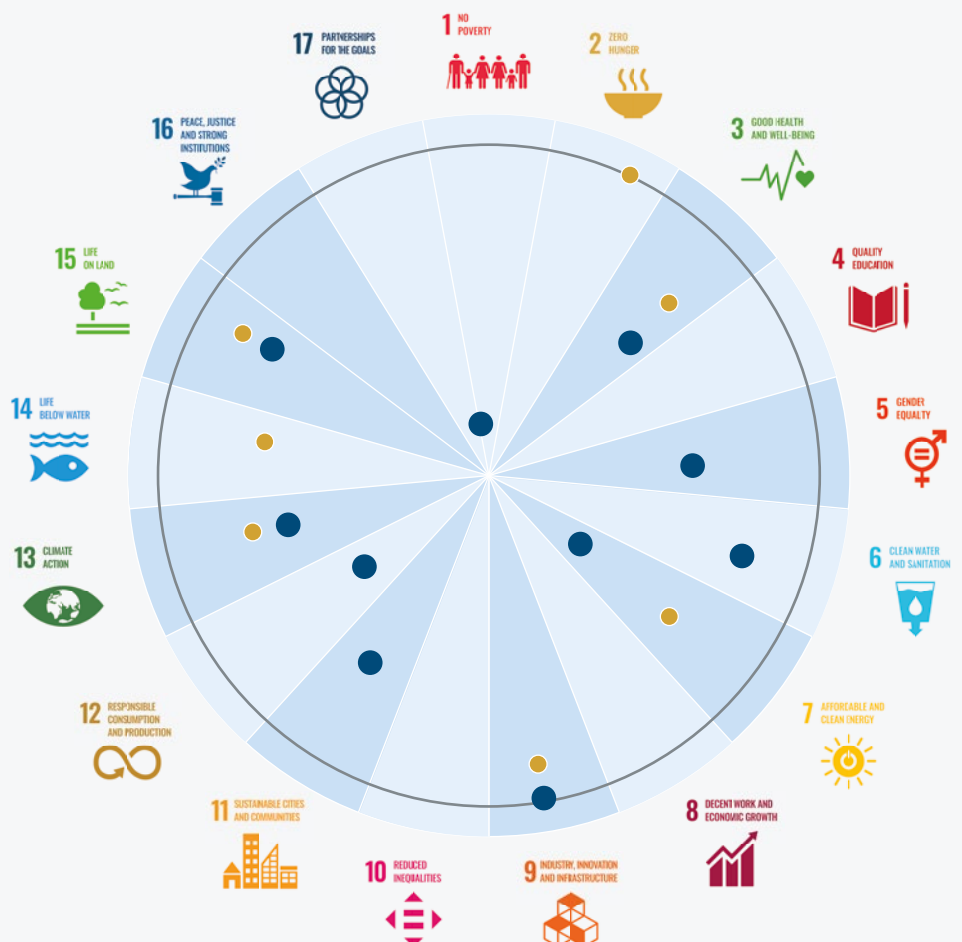 1 NO
POVERTY
2 ZERO
HUNGER
3 GOOD HEALTH
AND WELL-BEING
4 QUALITY
EDUCATION
5 GENDER
EQUALTY
6 CLEAN WATER
AND SANITATION
7 AFFORDABLE AND
CLEAN ENERGY
8 DECENT WORK AND
ECONOMIC GROWTH
9 INDUSTRY, INNOVATION
AND INFRASTRUCTURE
10 REDUCED
INEQUALITIES
11 SUSTAINABLE CITIES
AND COMMUNITIES
12 RESPONSIBLE
CONSUMPTION
AND PRODUCTION
13 CLIMATE
ACTION
14 LIFE
BELOW WATER
15 LIFE
ON LAND
16 PEACE, JUSTICE
AND STRONG
INSTITUTIONS
17 PARTNERSHIPS
FOR THE GOALS